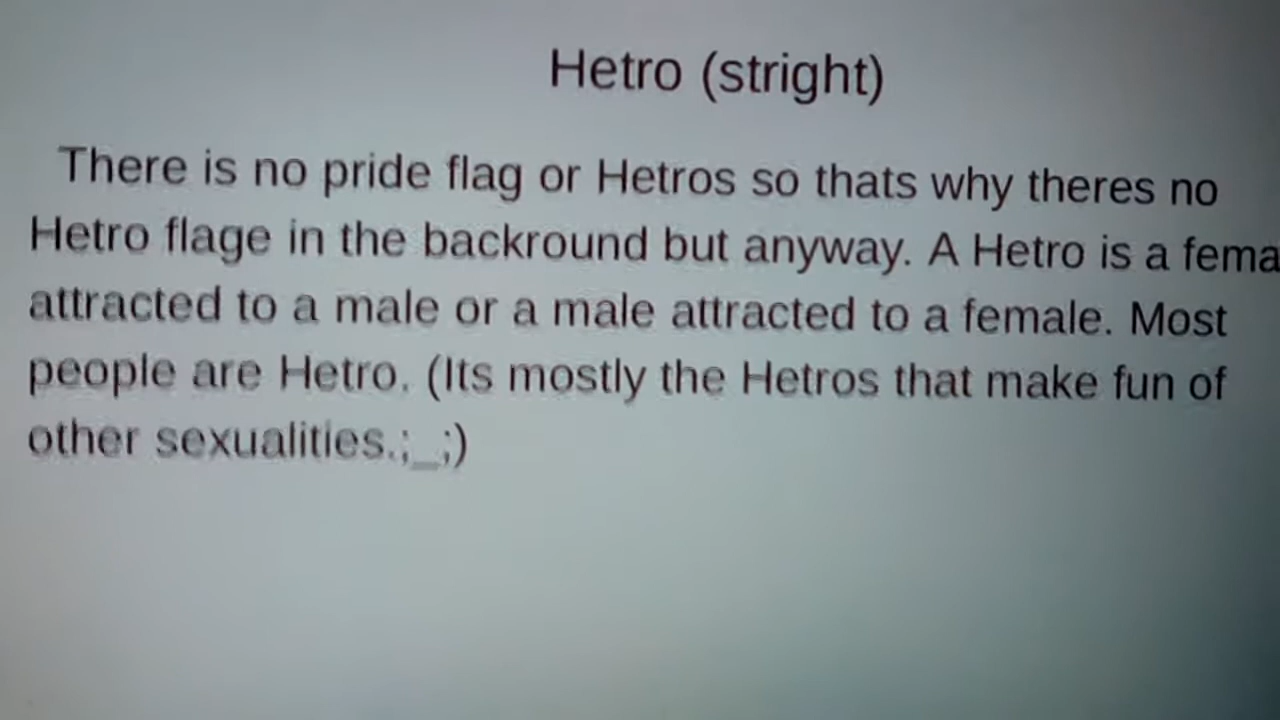 Hetro (stright)
There is no pride flag or Hetros so thats why theres no
Hetro flage in the backround but anyway. A Hetro is a fema
attracted to a male or a male attracted to a female. Most
people are Hetro. (Its mostly the Hetros that make fun of
other sexualities.;_;)